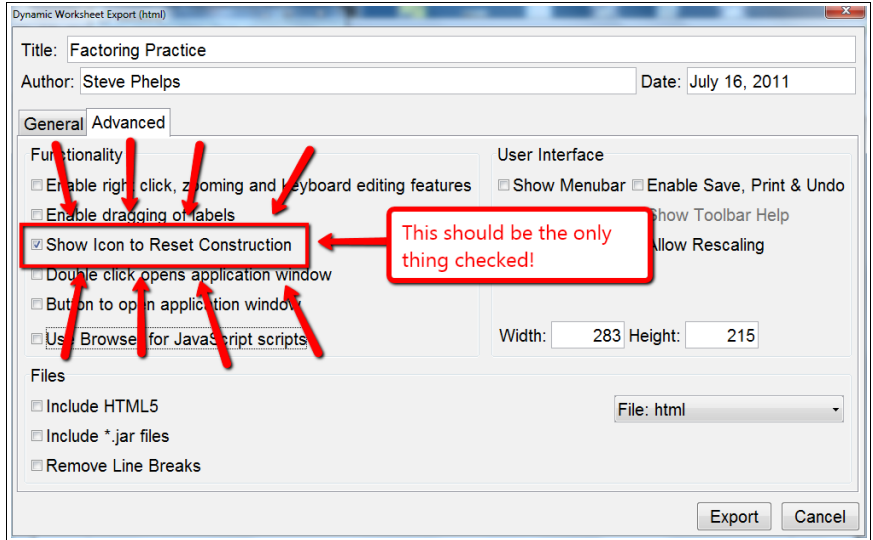 Dynamic Worksheet Export (html)
Title: Factoring Practice
Author: Steve Phelps Date: July 16, 2011
General Advanced
Functionality
Enable right click, zooming and keyboard editing features
Enable dragging of labels
Show Icon to Reset Construction
Double click opens application window
Button to open application window
Use Browser for JavaScript scripts
User Interface
Show Menubar Enable Save, Print & Undo
Show Toolbar Help
Allow Rescaling
This should be the only
thing checked!
Width: 283 Height: 215
Files
Include HTML5
Include *.jar files
Remove Line Breaks
File: html
Export Cancel